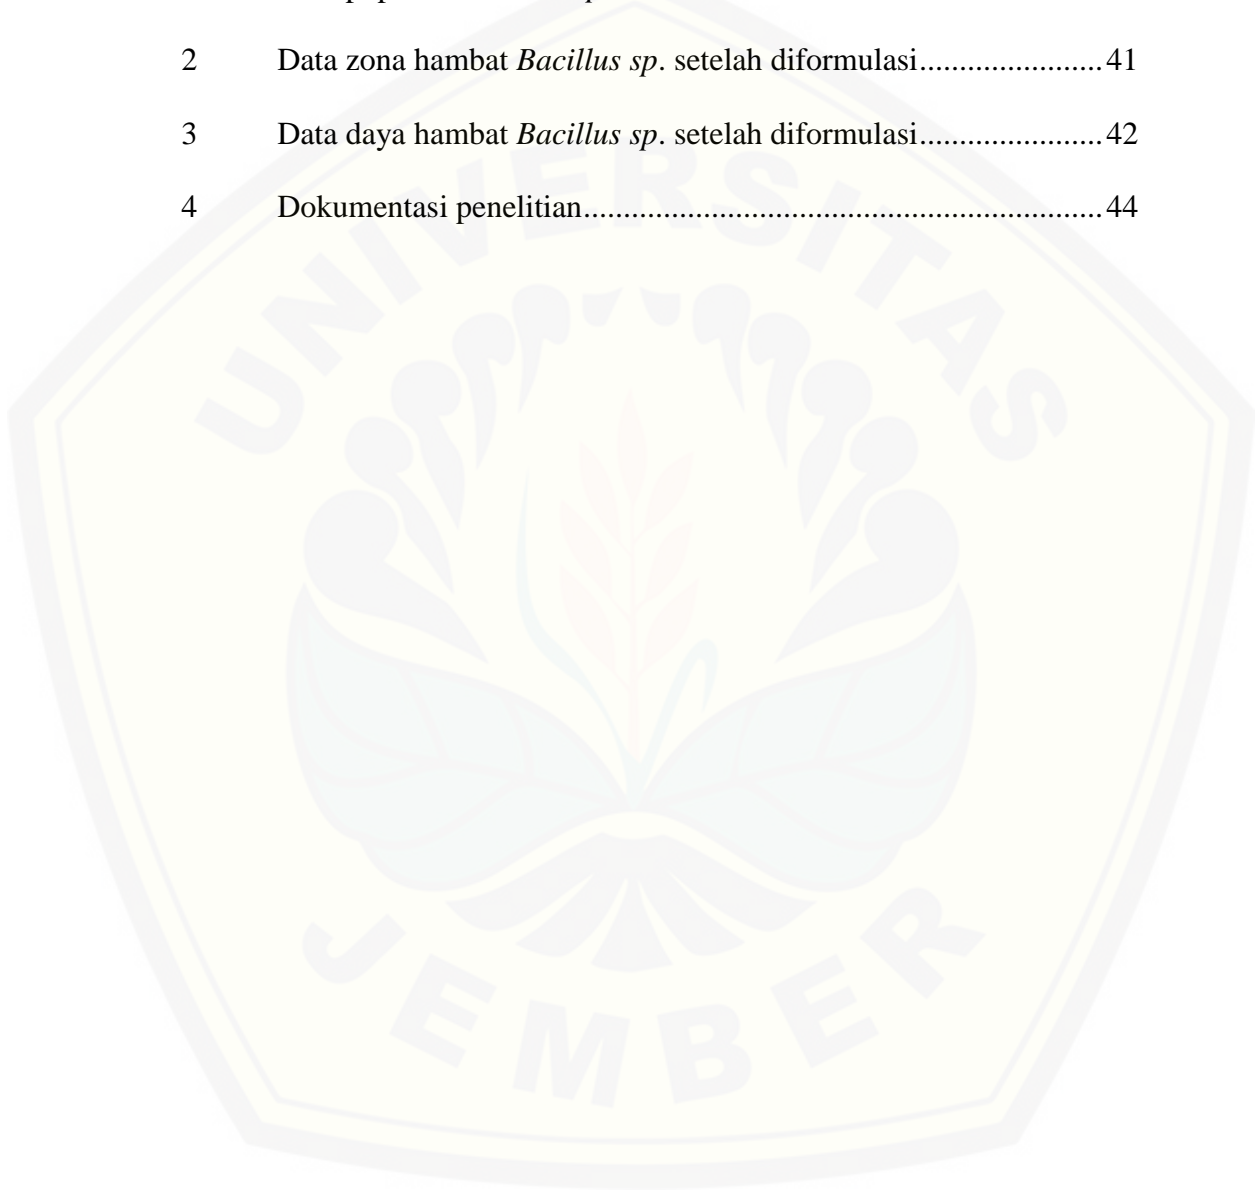 2 Data zona hambat Bacillus sp. setelah diformulasi.......................41
3 Data daya hambat Bacillus sp. setelah diformulasi.......................42
4 Dokumentasi penelitian.................................................................44
UNIVERSITAS
JEMBER